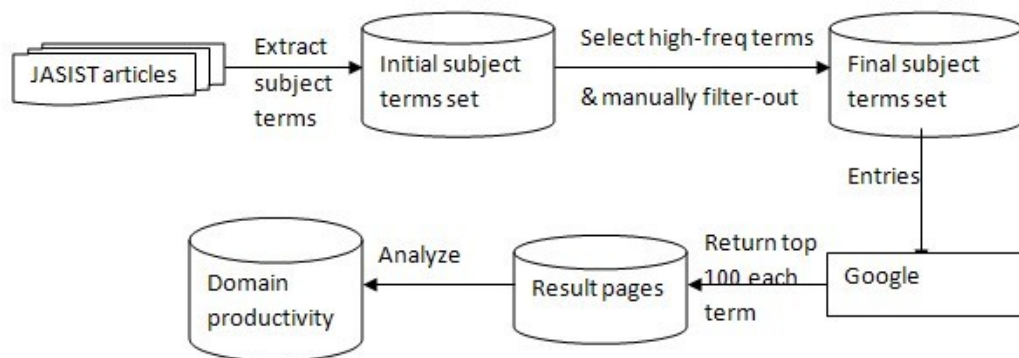 JASIST articles
Extract
subject
terms
Initial subject
terms set
Select high-freq terms
& manually filter-out
Final subject
terms set
Entries
Google
Return top
100 each
term
Result pages
Analyze
Domain
productivity